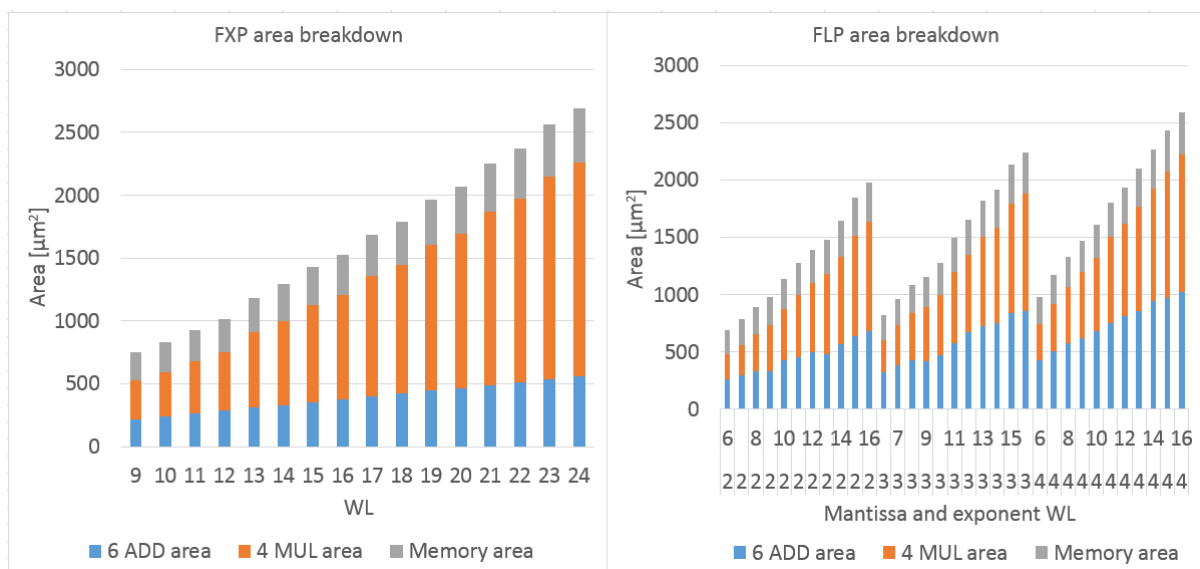 FXP area breakdown
3000
2500
2000
1500
1000
500
0
Area [µm²]
9 10 11 12 13 14 15 16 17 18 19 20 21 22 23 24
WL
6 ADD area 4 MUL area Memory area
FLP area breakdown
3000
2500
2000
1500
1000
500
0
Area [µm²]
6 8 10 12 14 16 7 9 11 13 15 6 8 10 12 14 16
2 2 2 2 2 2 2 2 2 2 2 3 3 3 3 3 3 3 3 3 3 3 4 4 4 4 4 4 4 4 4 4 4
Mantissa and exponent WL
6 ADD area 4 MUL area Memory area